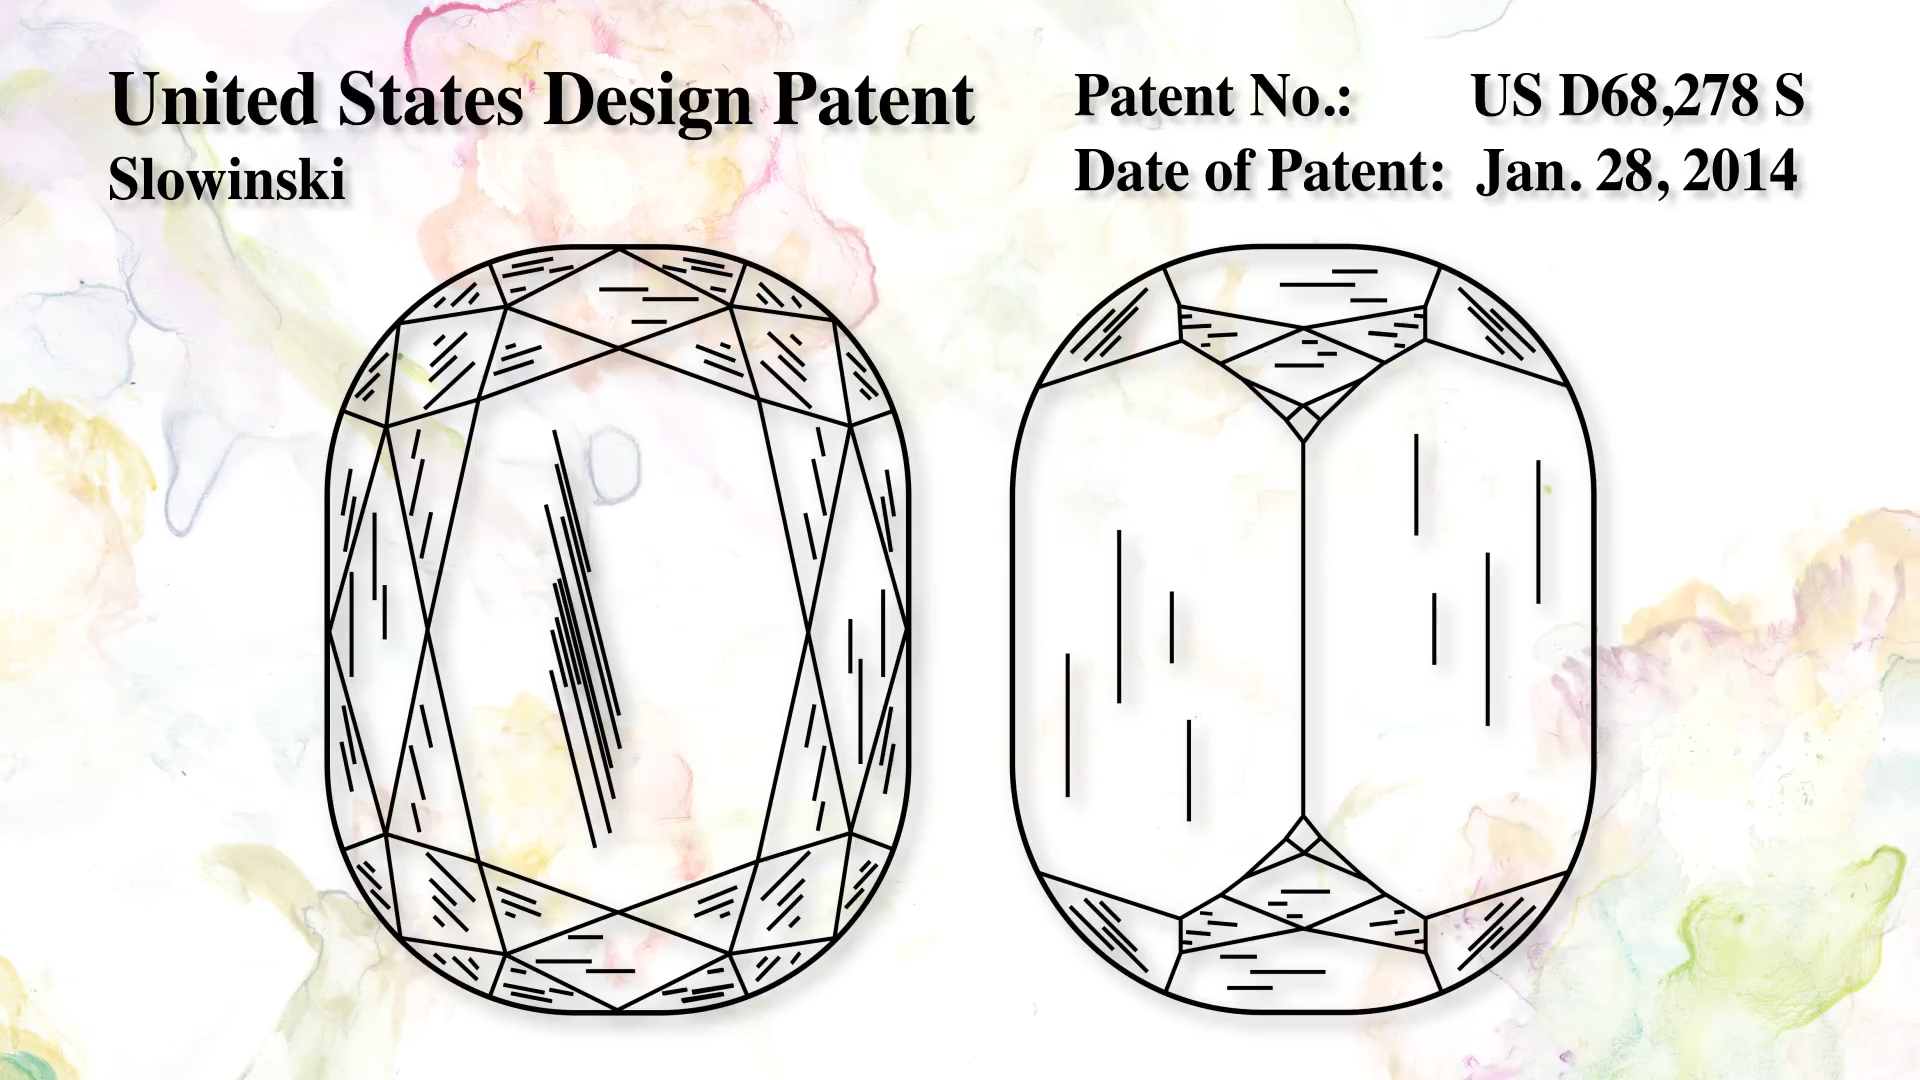 United States Design Patent
Slowinski
Patent No.: US D68,278 S
Date of Patent: Jan. 28, 2014